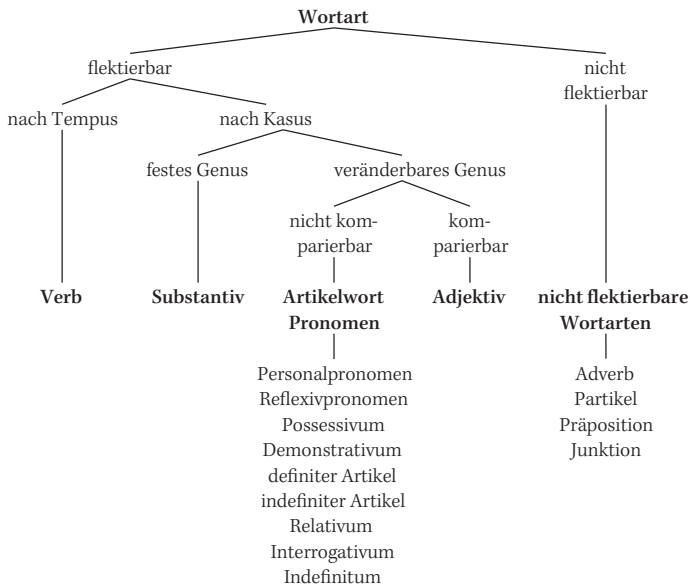 Wortart
flektierbar
nicht
flektierbar
nach Tempus
nach Kasus
festes Genus
veränderbares Genus
nicht kom-
parierbar
kom-
parierbar
Verb
Substantiv
Artikelwort
Pronomen
Adjektiv
nicht flektierbare
Wortarten
Personalpronomen
Reflexivpronomen
Possessivum
Demonstrativum
definiter Artikel
indefiniter Artikel
Relativum
Interrogativum
Indefinitum
Adverb
Partikel
Präposition
Junktion